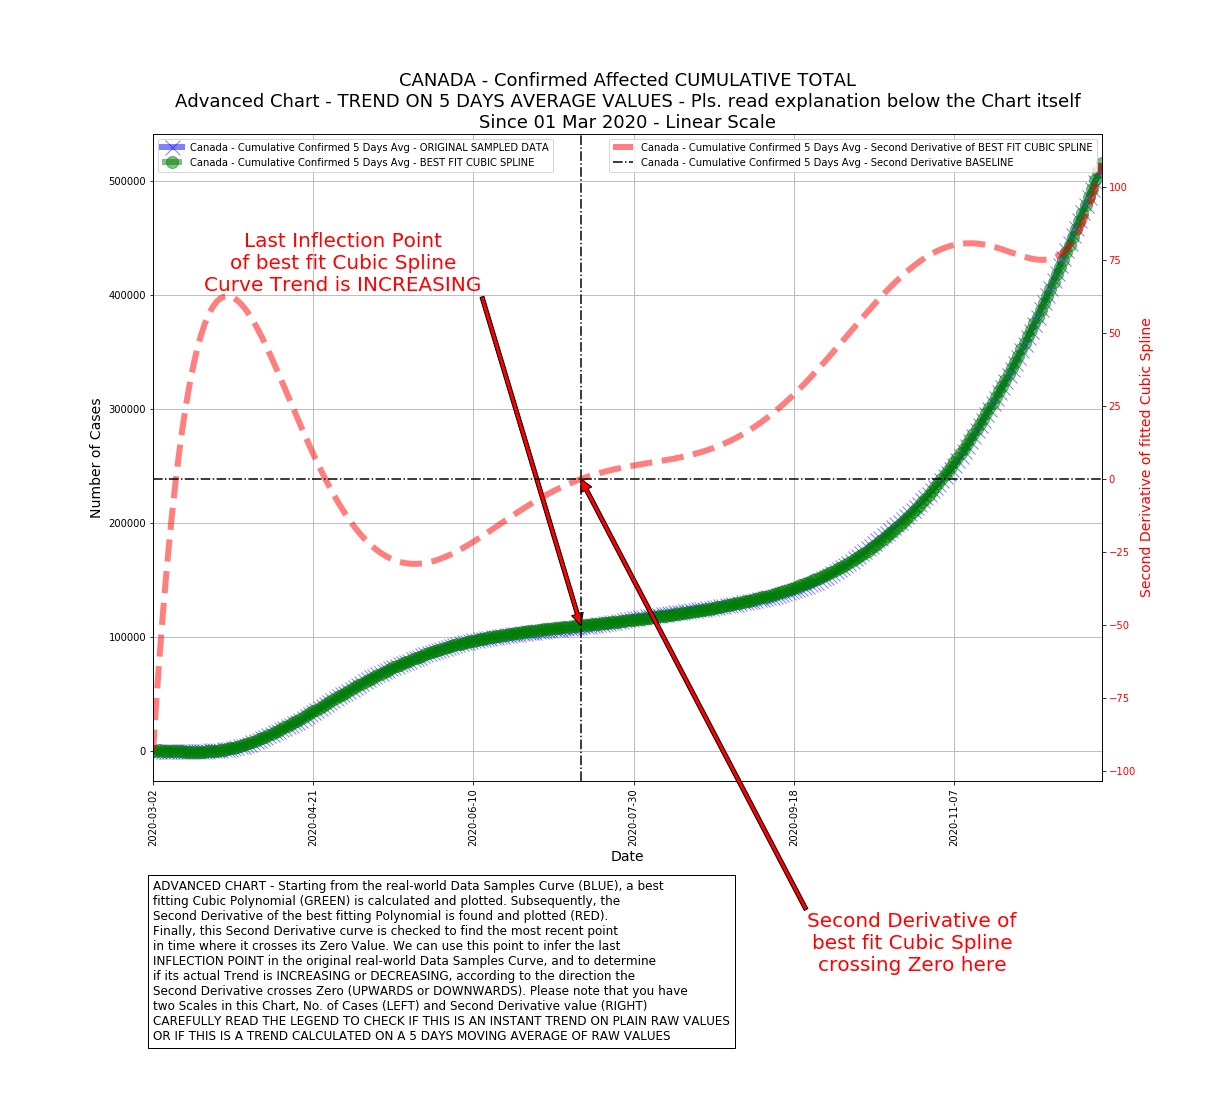 CANADA - Confirmed Affected CUMULATIVE TOTAL
Advanced Chart - TREND ON 5 DAYS AVERAGE VALUES - Pls. read explanation below the Chart itself
Since 01 Mar 2020 - Linear Scale
Canada - Cumulative Confirmed 5 Days Avg - ORIGINAL SAMPLED DATA
Canada - Cumulative Confirmed 5 Days Avg - BEST FIT CUBIC SPLINE
Canada - Cumulative Confirmed 5 Days Avg - Second Derivative of BEST FIT CUBIC SPLINE
Canada - Cumulative Confirmed 5 Days Avg - Second Derivative BASELINE
Last Inflection Point
of best fit Cubic Spline
Curve Trend is INCREASING
Number of Cases
500000
400000
300000
200000
100000
0
100
75
50
25
0
−25
−50
−75
−100
Second Derivative of fitted Cubic Spline
2020-03-02
2020-04-21
2020-06-10
2020-07-30
2020-09-18
2020-11-07
Date
Second Derivative of
best fit Cubic Spline
crossing Zero here
ADVANCED CHART - Starting from the real-world Data Samples Curve (BLUE), a best
fitting Cubic Polynomial (GREEN) is calculated and plotted. Subsequently, the
Second Derivative of the best fitting Polynomial is found and plotted (RED).
Finally, this Second Derivative curve is checked to find the most recent point
in time where it crosses its Zero Value. We can use this point to infer the last
INFLECTION POINT in the original real-world Data Samples Curve, and to determine
if its actual Trend is INCREASING or DECREASING, according to the direction the
Second Derivative crosses Zero (UPWARDS or DOWNWARDS). Please note that you have
two Scales in this Chart, No. of Cases (LEFT) and Second Derivative value (RIGHT)
CAREFULLY READ THE LEGEND TO CHECK IF THIS IS AN INSTANT TREND ON PLAIN RAW VALUES
OR IF THIS IS A TREND CALCULATED ON A 5 DAYS MOVING AVERAGE OF RAW VALUES